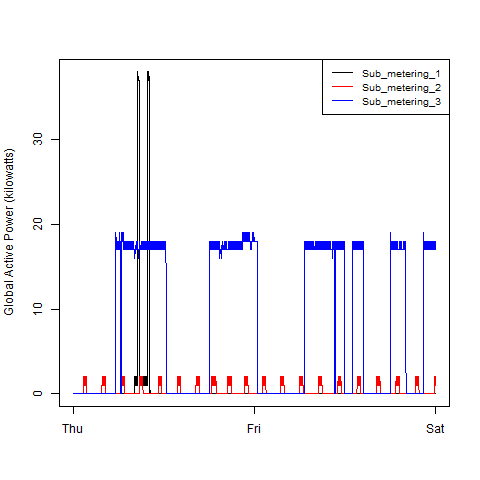 Sub_metering_1
Sub_metering_2
Sub_metering_3
Global Active Power (kilowatts)
30
20
10
0
Thu Fri Sat